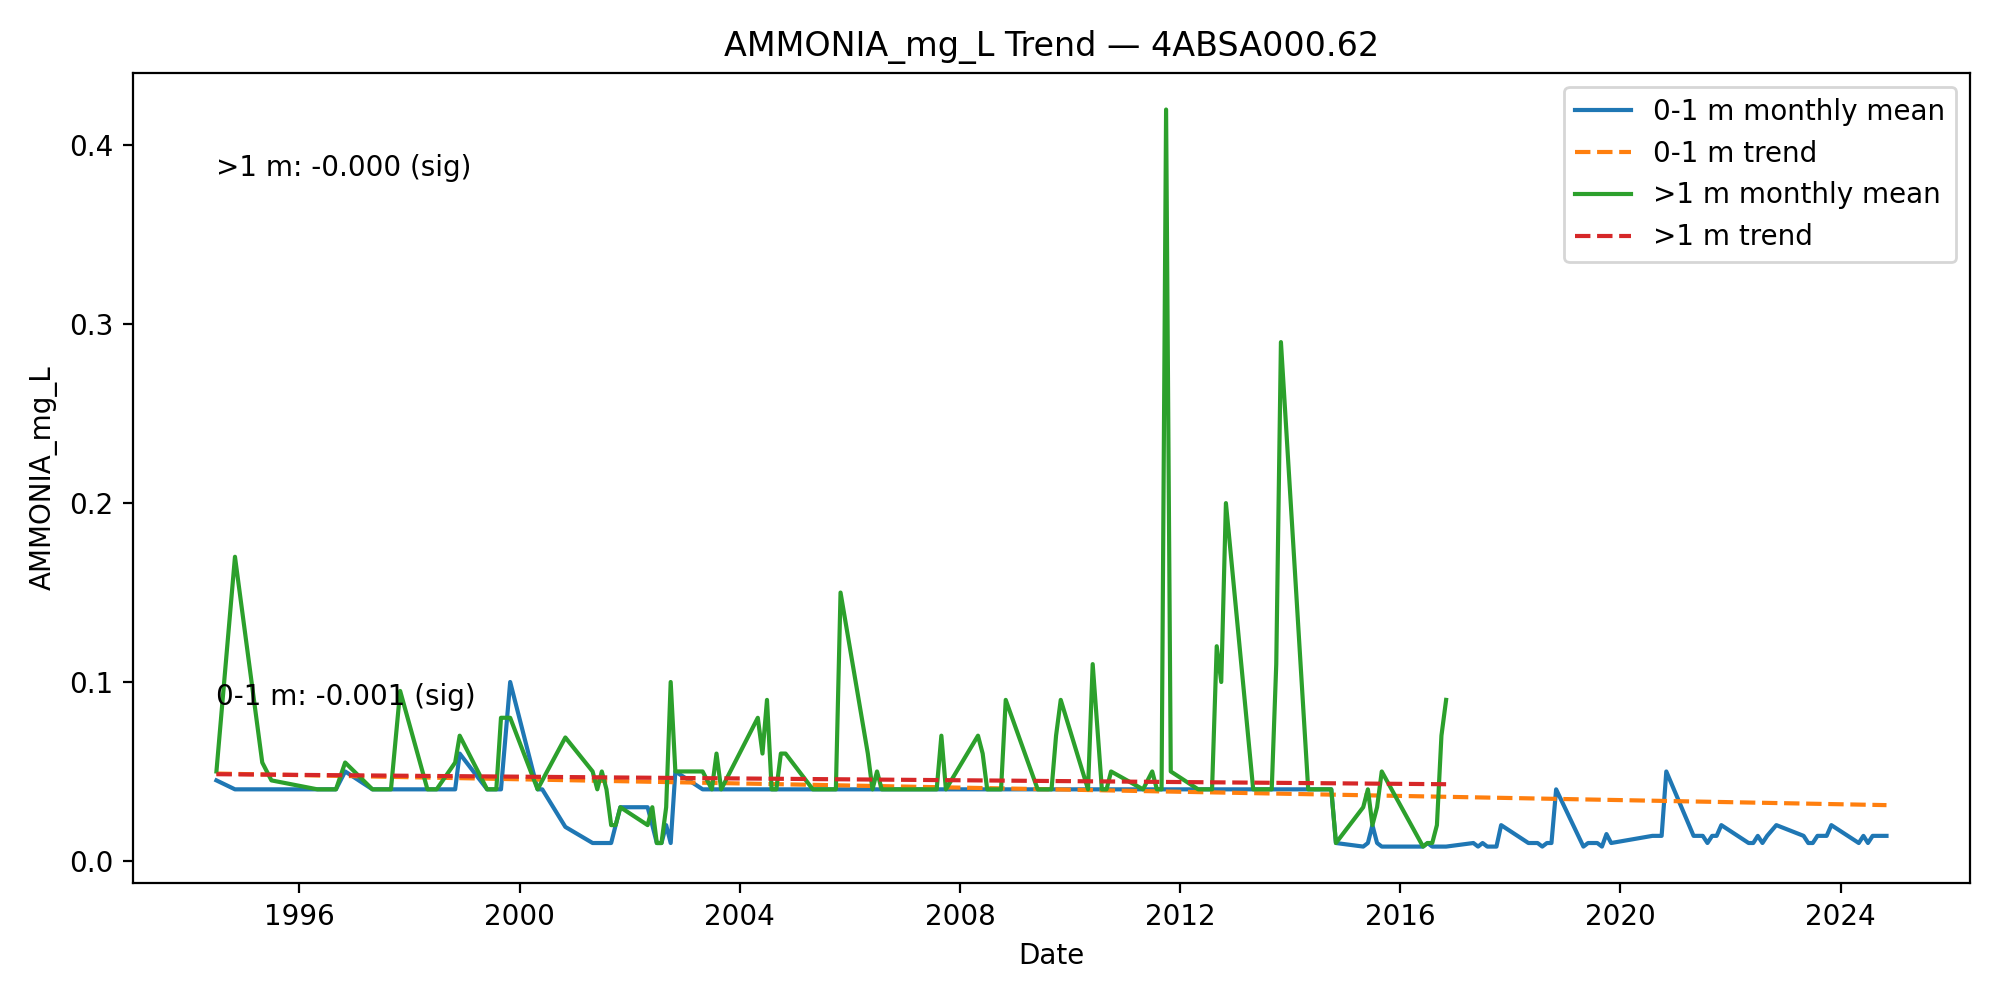 AMMONIA_mg_L Trend — 4ABSA000.62
0-1 m monthly mean
0-1 m trend
>1 m monthly mean
>1 m trend
>1 m: -0.000 (sig)
0-1 m: -0.001 (sig)
AMMONIA_mg_L
0.4
0.3
0.2
0.1
0.0
1996 2000 2004 2008 2012 2016 2020 2024
Date